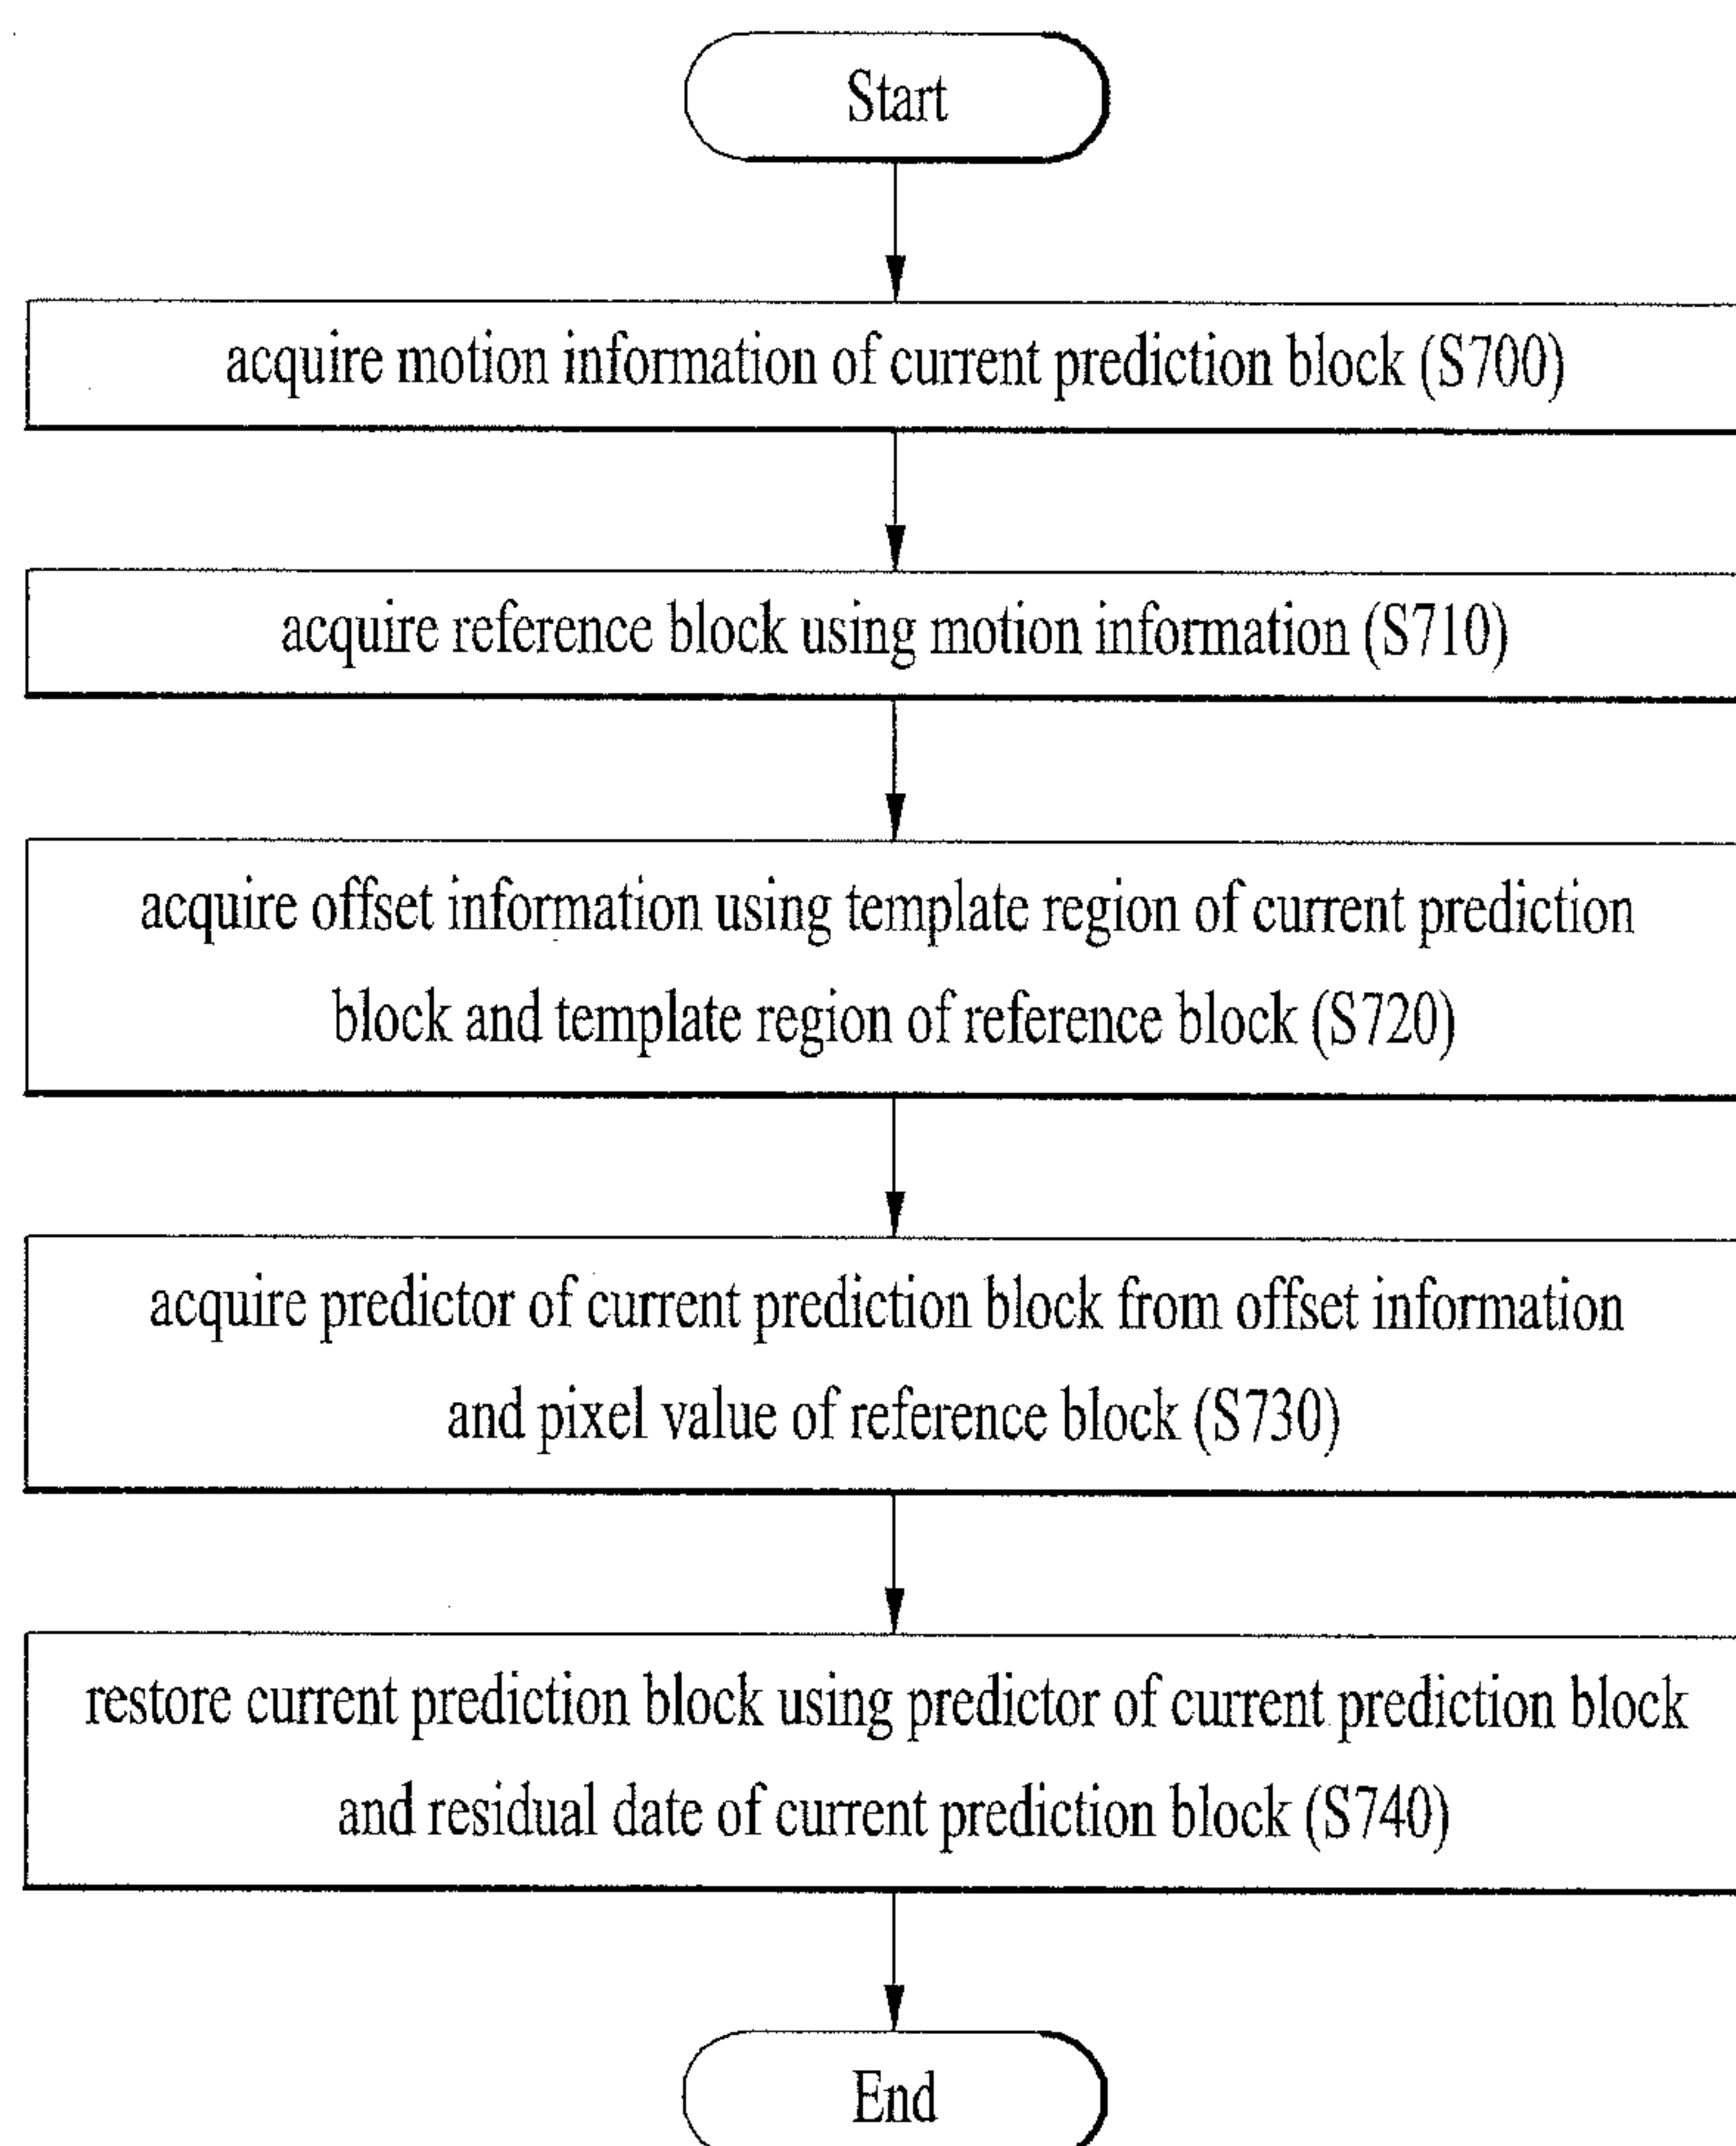 Start
acquire motion information of current prediction block (S700)
acquire reference block using motion information (S710)
acquire offset information using template region of current prediction
block and template region of reference block (S720)
acquire predictor of current prediction block from offset information
and pixel value of reference block (S730)
restore current prediction block using predictor of current prediction block
and residual date of current prediction block (S740)
End